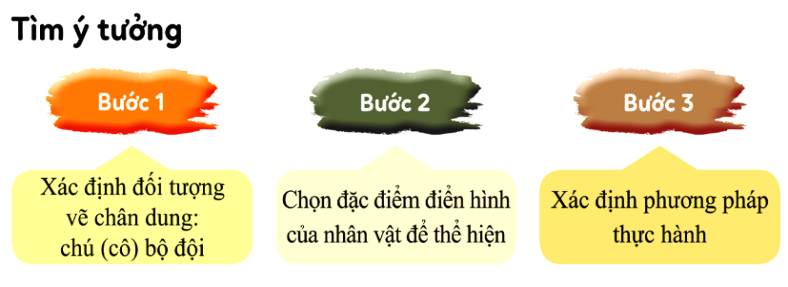 Tìm ý tưởng
Bước 1
Xác định đối tượng
vẽ chân dung:
chú (cô) bộ đội
Bước 2
Chọn đặc điểm điển hình
của nhân vật để thể hiện
Bước 3
Xác định phương pháp
thực hành